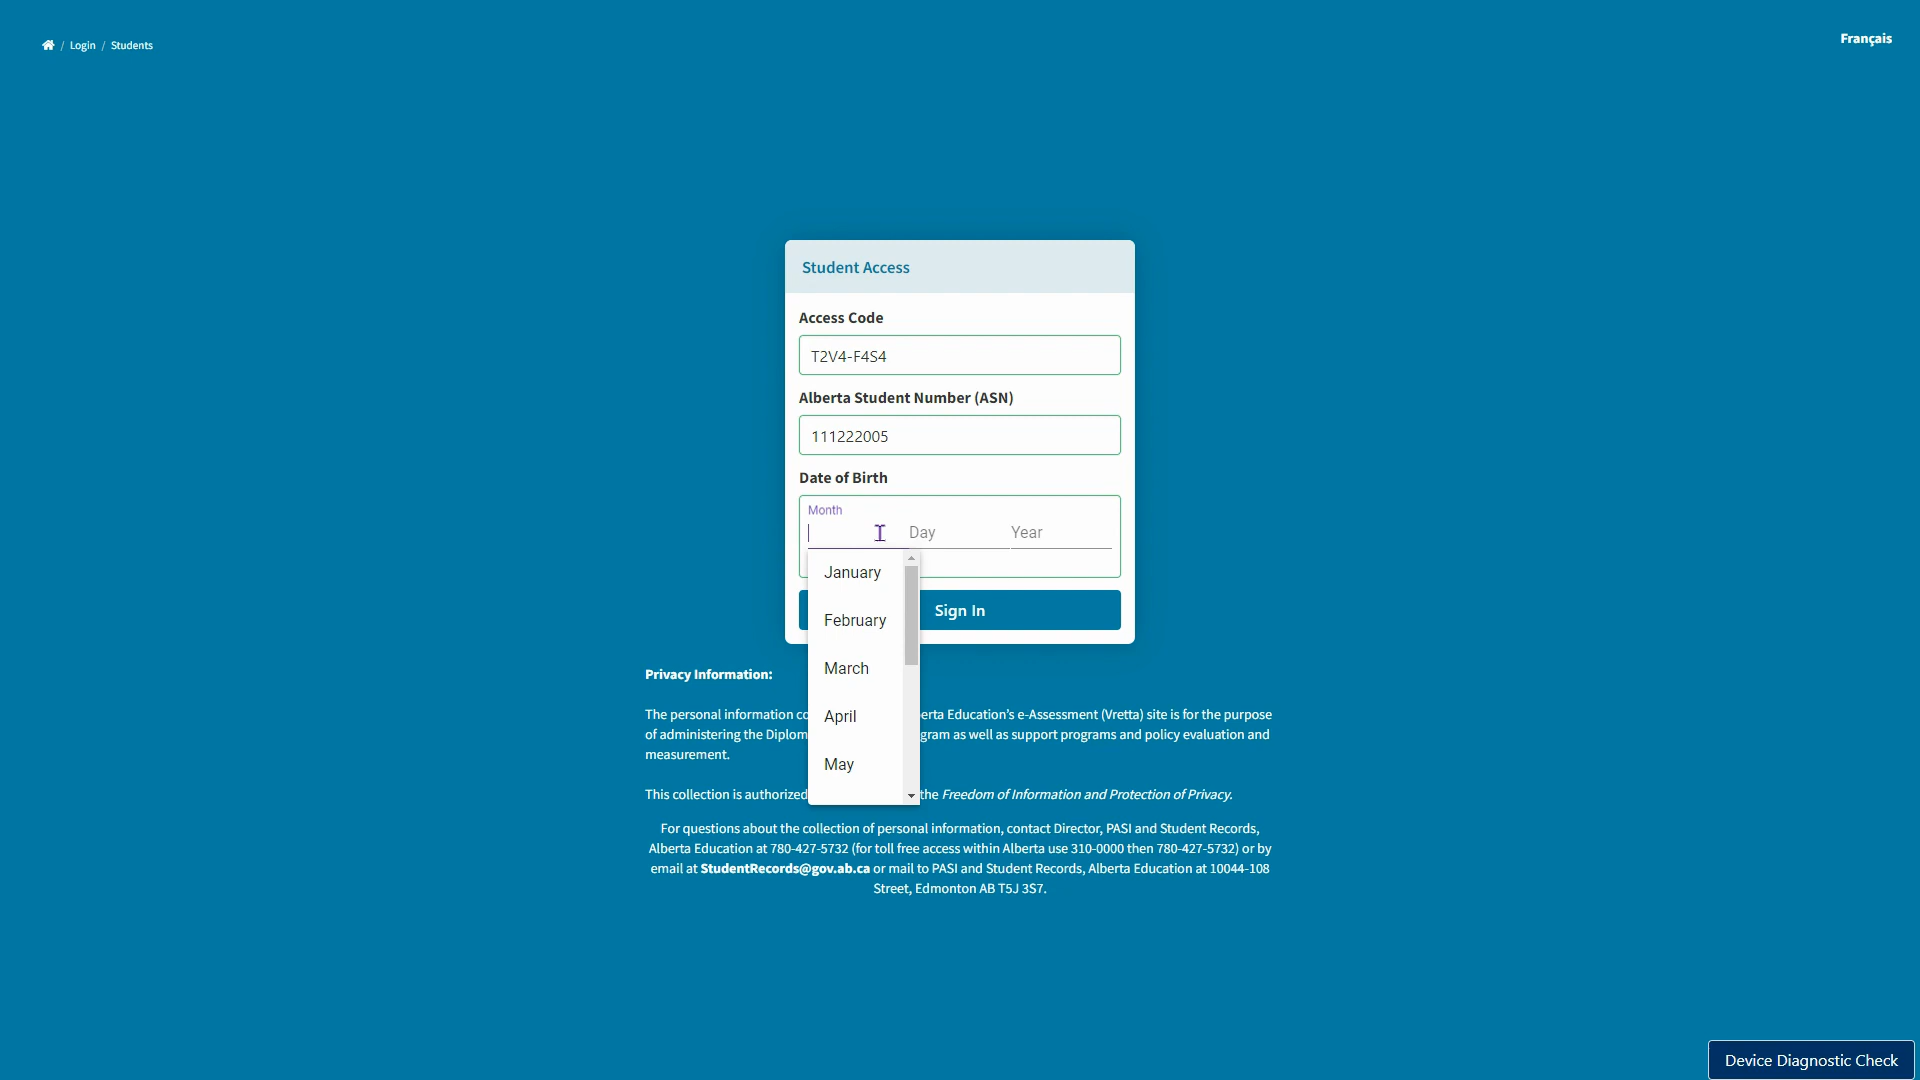 / Login / Students
Français
Student Access
Access Code
T2V4-F4S4
Alberta Student Number (ASN)
111222005
Date of Birth
Month
Day Year
January
February
March
April
May
Sign In
Privacy Information:
The personal information co erta Education’s e-Assessment (Vretta) site is for the purpose
of administering the Diplom gram as well as support programs and policy evaluation and
measurement.
This collection is authorized the Freedom of Information and Protection of Privacy.
For questions about the collection of personal information, contact Director, PASI and Student Records,
Alberta Education at 780-427-5732 (for toll free access within Alberta use 310-0000 then 780-427-5732) or by
email at StudentRecords@gov.ab.ca or mail to PASI and Student Records, Alberta Education at 10044-108
Street, Edmonton AB T5J 3S7.
Device Diagnostic Check